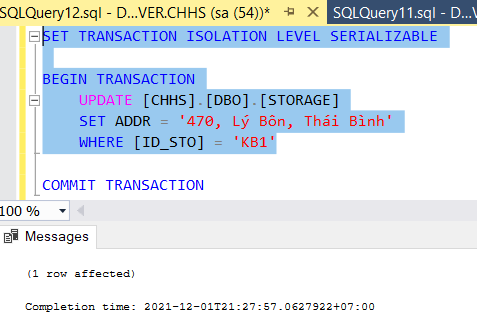 SQLQuery12.sql - D...VER.CHHS (sa (54))* SQLQuery11.sql - D...V
SET TRANSACTION ISOLATION LEVEL SERIALIZABLE
BEGIN TRANSACTION
UPDATE [CHHS].[DBO].[STORAGE]
SET ADDR = '470, Lý Bôn, Thái Bình'
WHERE [ID_STO] = 'KB1'
COMMIT TRANSACTION
100 %
Messages
(1 row affected)
Completion time: 2021-12-01T21:27:57.0627922+07:00